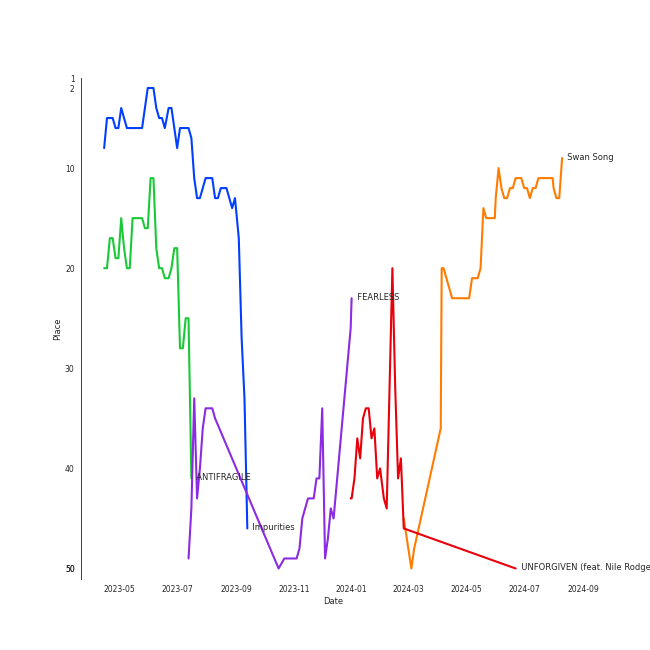 1
2
10
20
30
40
50
Place
Swan Song
FEARLESS
ANTIFRAGILE
Impurities
UNFORGIVEN (feat. Nile Rodge
2023-05
2023-07
2023-09
2023-11
2024-01
2024-03
2024-05
2024-07
2024-09
Date